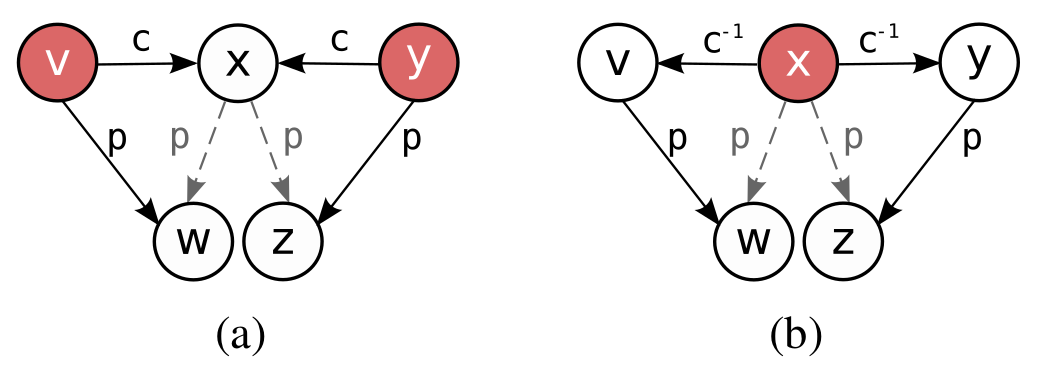 c c c⁻¹ c⁻¹
v x y v x y
p p p p p p p p
w z w z
(a) (b)